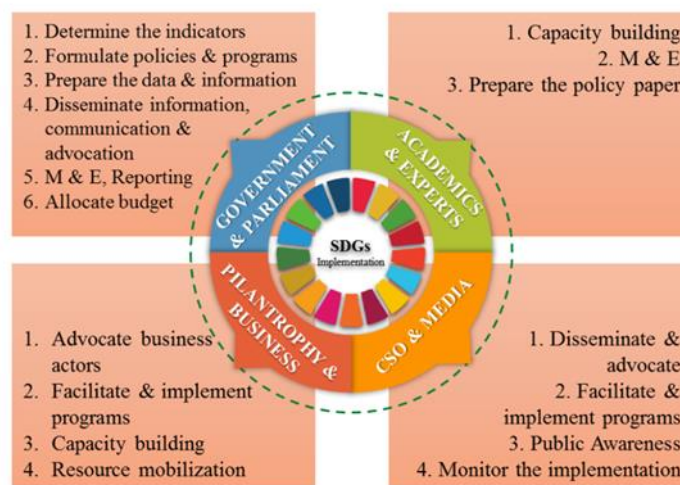 1. Determine the indicators
2. Formulate policies & programs
3. Prepare the data & information
4. Disseminate information,
communication &
advocation
5. M & E, Reporting
6. Allocate budget
1. Capacity building
2. M & E
3. Prepare the policy paper
GOVERNMENT
& PARLIAMENT
ACADEMICS
& EXPERTS
SDGs
Implementation
PILANTROPHY &
BUSINESS
CSO & MEDIA
1. Advocate business
actors
2. Facilitate & implement
programs
3. Capacity building
4. Resource mobilization
1. Disseminate &
advocate
2. Facilitate &
implement programs
3. Public Awareness
4. Monitor the implementation